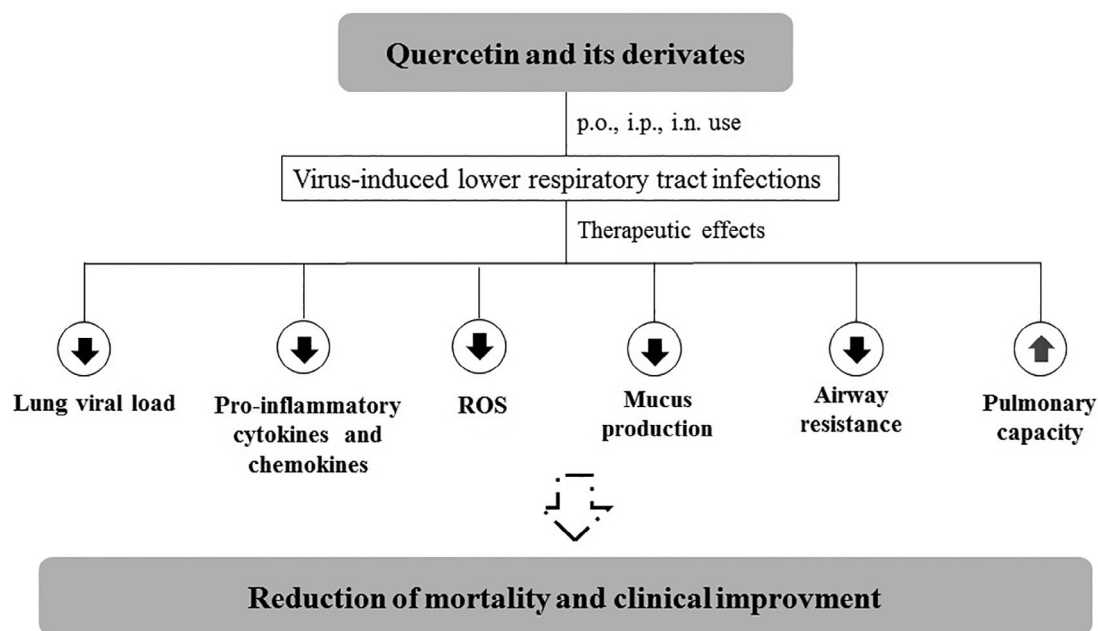 Quercetin and its derivates
p.o., i.p., i.n. use
Virus-induced lower respiratory tract infections
Therapeutic effects
Lung viral load
Pro-inflammatory
cytokines and
chemokines
ROS
Mucus
production
Airway
resistance
Pulmonary
capacity
Reduction of mortality and clinical improvment